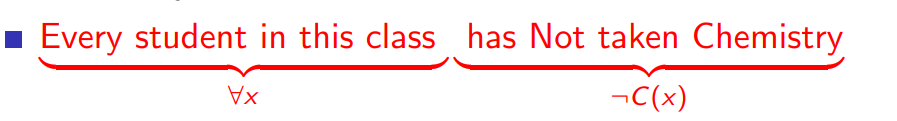 Every student in this class has Not taken Chemistry
∀x ¬C(x)